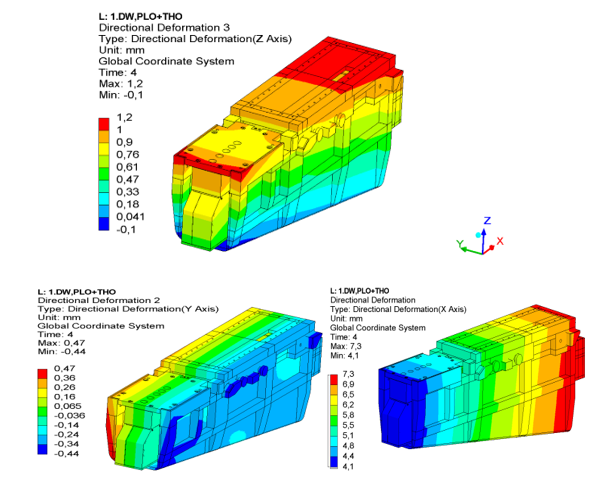 L: 1.DW,PLO+THO
Directional Deformation 3
Type: Directional Deformation(Z Axis)
Unit: mm
Global Coordinate System
Time: 4
Max: 1,2
Min: -0,1
1,2
1
0,9
0,76
0,61
0,47
0,33
0,18
0,041
-0,1
Z
Y
X
L: 1.DW,PLO+THO
Directional Deformation 2
Type: Directional Deformation(Y Axis)
Unit: mm
Global Coordinate System
Time: 4
Max: 0,47
Min: -0,44
0,47
0,36
0,26
0,16
0,065
-0,036
-0,14
-0,24
-0,34
-0,44
L: 1.DW,PLO+THO
Directional Deformation
Type: Directional Deformation(X Axis)
Unit: mm
Global Coordinate System
Time: 4
Max: 7,3
Min: 4,1
7,3
6,9
6,5
6,2
5,8
5,5
5,1
4,8
4,4
4,1